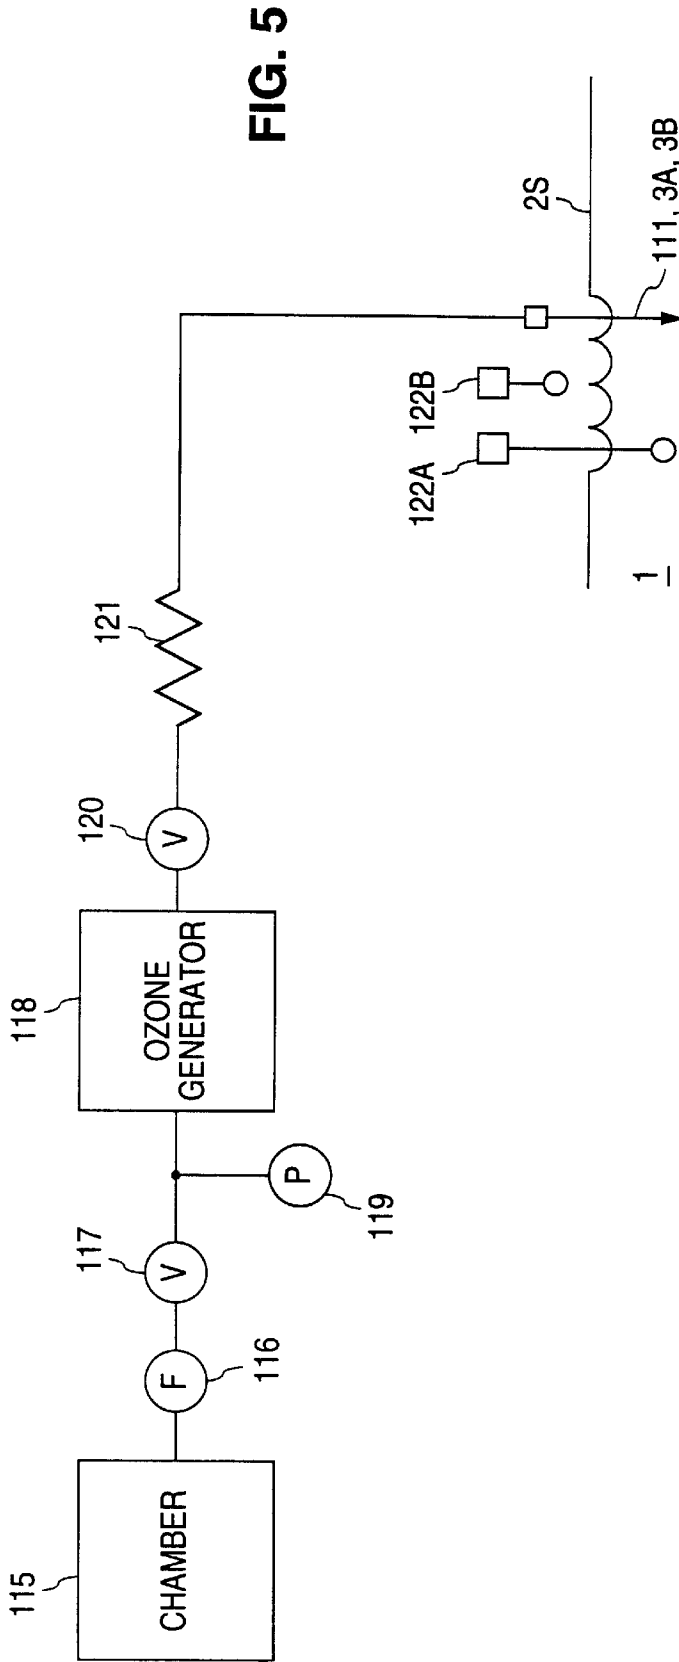 FIG. 5
115
CHAMBER
F
116
117
V
P
119
118
OZONE
GENERATOR
120
V
121
122A
122B
2S
111, 3A, 3B
1